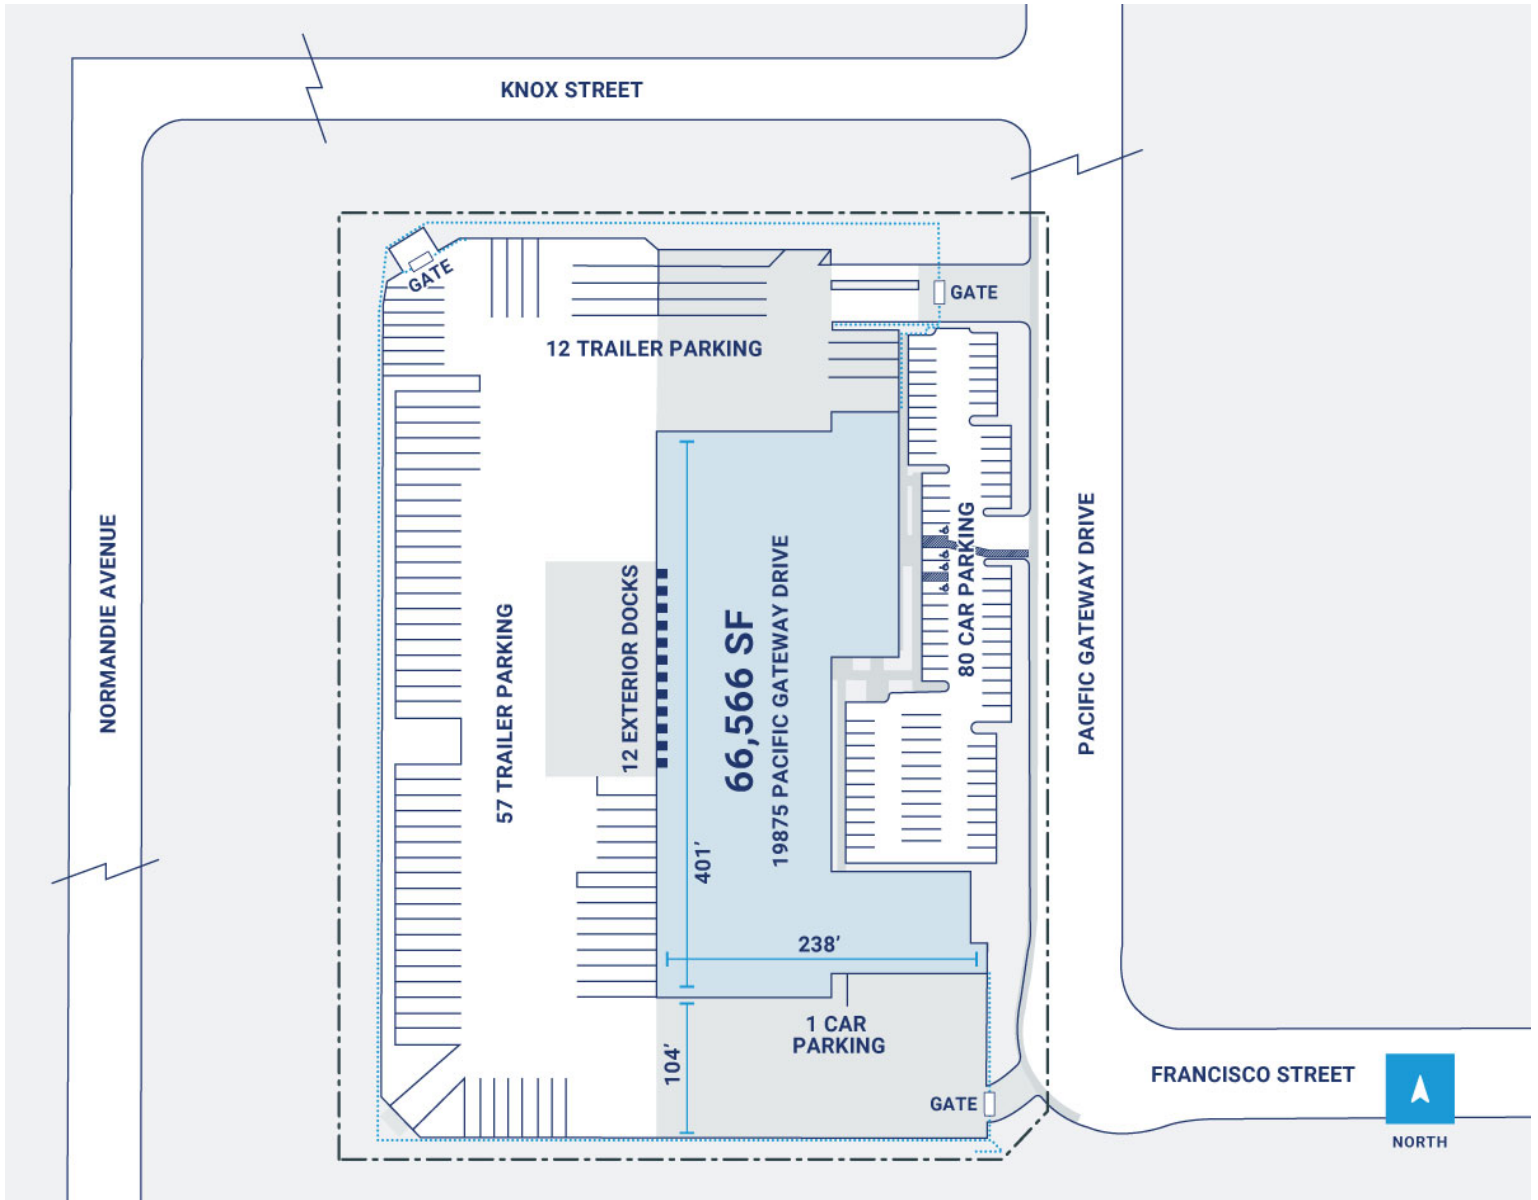 KNOX STREET
GATE
GATE
12 TRAILER PARKING
NORMANDIE AVENUE
57 TRAILER PARKING
12 EXTERIOR DOCKS
66,566 SF
19875 PACIFIC GATEWAY DRIVE
80 CAR PARKING
PACIFIC GATEWAY DRIVE
401’
238’
1 CAR
PARKING
104’
GATE
FRANCISCO STREET
NORTH